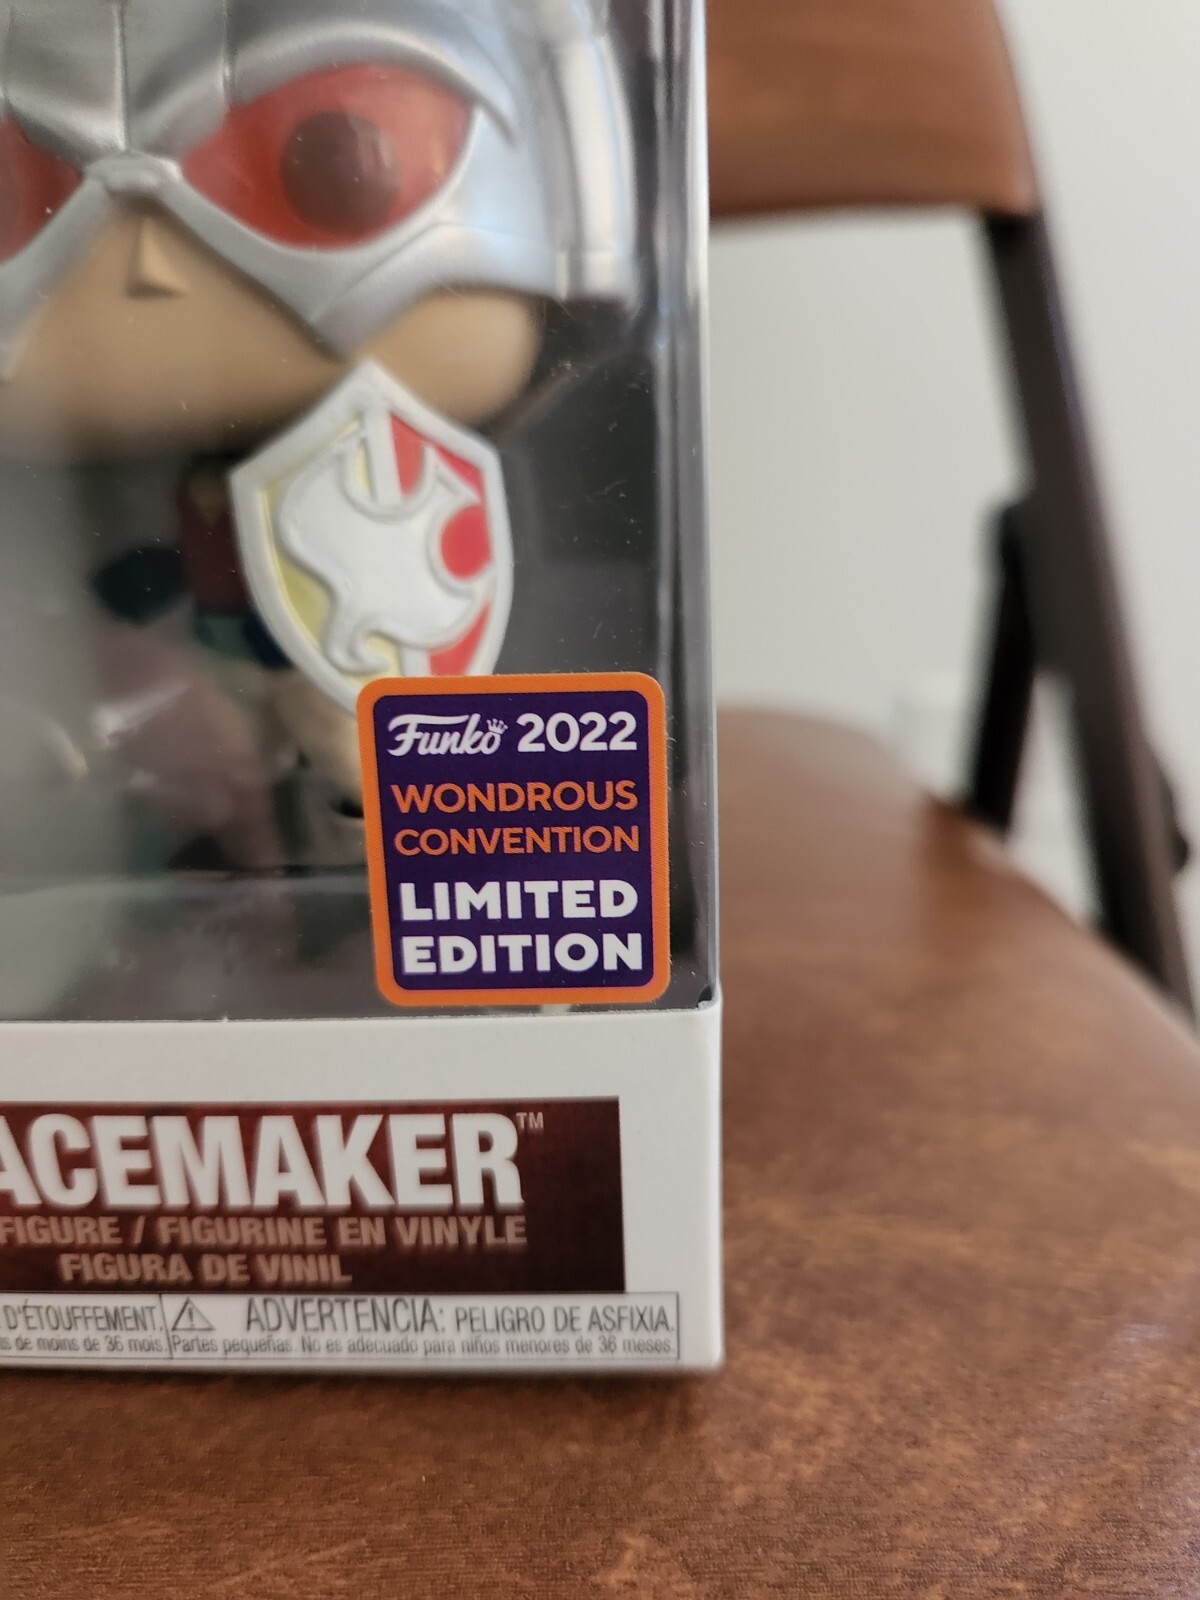 Funko 2022
WONDROUS
CONVENTION
LIMITED
EDITION
ACEMAKER™
FIGURE / FIGURINE EN VINYLE
FIGURA DE VINIL
D'ÉTOUFFEMENT.
⚠ ADVERTENCIA: PELIGRO DE ASFIXIA.
de moins de 36 mois.
Partes pequeñas. No es adecuado para niños menores de 36 meses.